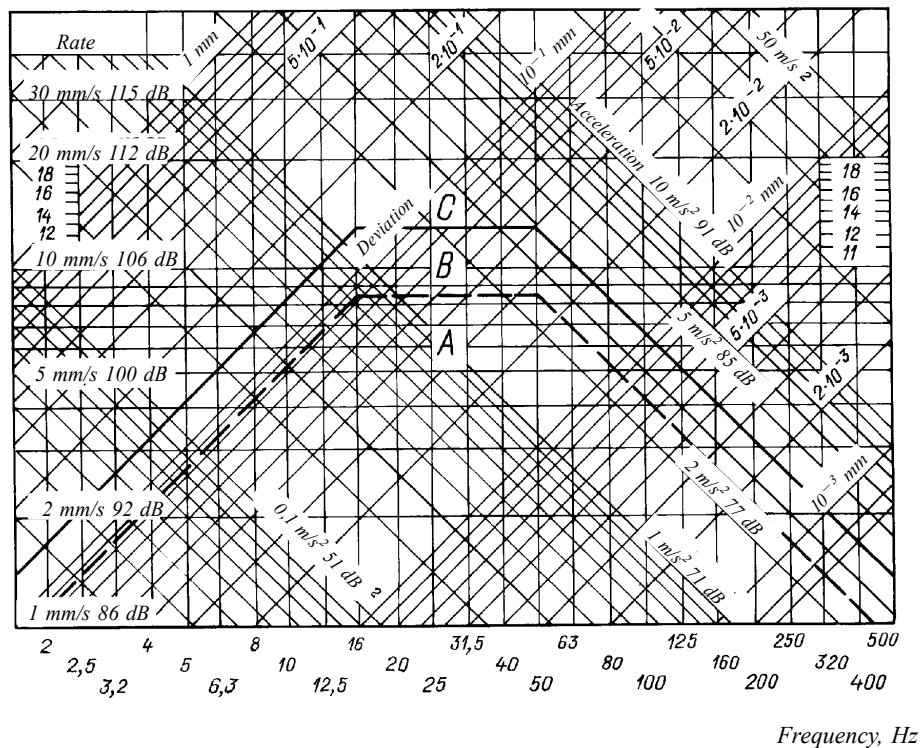 Rate
1 mm
5·10⁻¹
2·10⁻¹
10⁻¹ mm
5·10⁻²
50 m/s²
2·10⁻²
30 mm/s 115 dB
Acceleration 10 m/s² 91 dB
20 mm/s 112 dB
18
16
14
12
18
16
14
12
11
10⁻² mm
Deviation
C
B
A
10 mm/s 106 dB
5·10⁻³
5 m/s² 85 dB
2·10⁻³
5 mm/s 100 dB
10⁻³ mm
2 mm/s 92 dB
0.1 m/s² 51 dB 2
2 m/s² 77 dB
1 m/s² 71 dB
1 mm/s 86 dB
2 4 8 16 31,5 63 125 250 500
2,5 5 10 20 40 80 160 320
3,2 6,3 12,5 25 50 100 200 400
Frequency, Hz